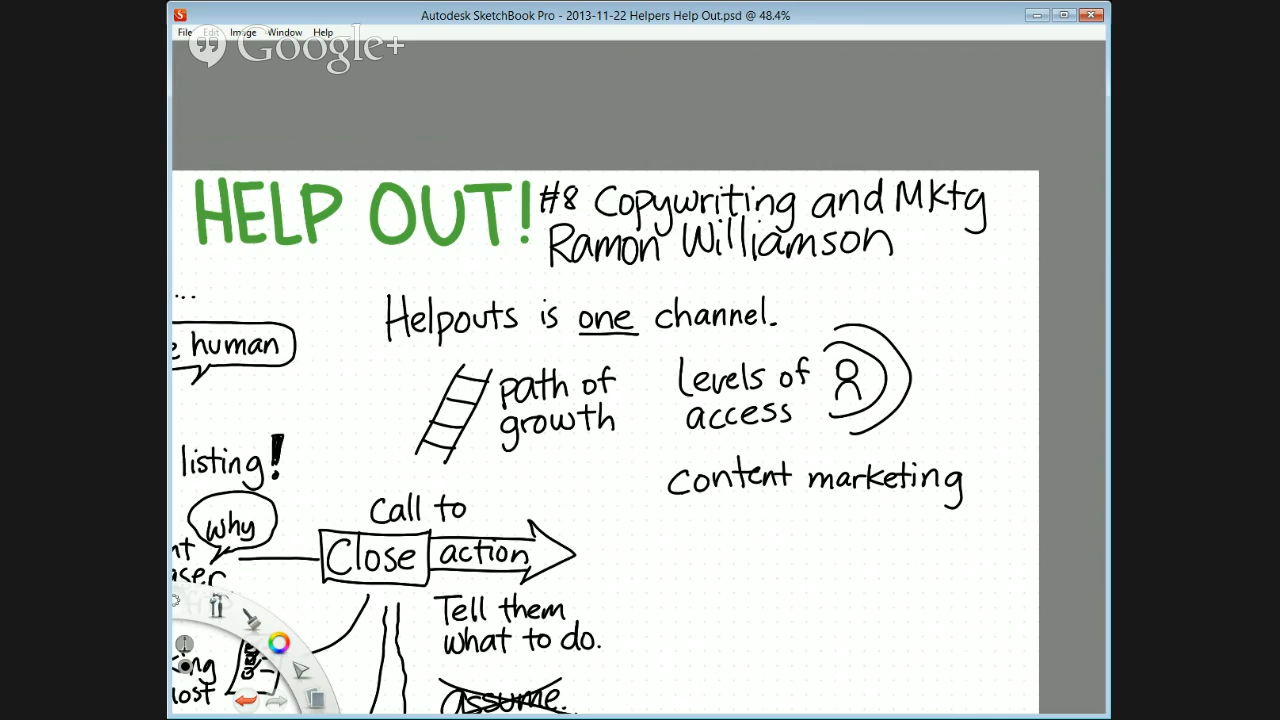 Autodesk SketchBook Pro - 2013-11-22 Helpers Help Out.psd @ 48.4%
File Edit Image Window Help
Google+
HELP OUT! #8 Copywriting and Mktg
Ramon Williamson
...
Helpouts is one channel.
human
path of
growth
levels of
access
listing!
content marketing
why
Call to
Close action
Tell them
what to do.
assume.